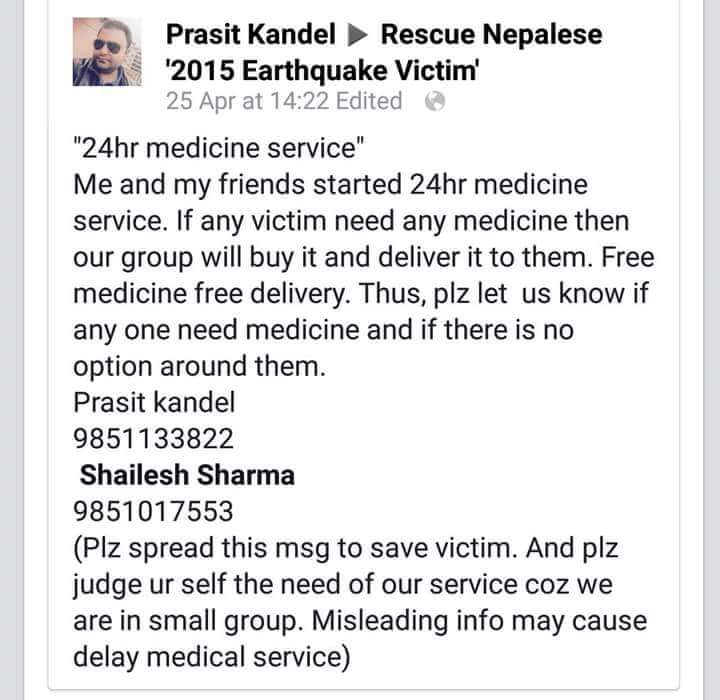 Prasit Kandel ▶ Rescue Nepalese
'2015 Earthquake Victim'
25 Apr at 14:22 Edited
"24hr medicine service"
Me and my friends started 24hr medicine
service. If any victim need any medicine then
our group will buy it and deliver it to them. Free
medicine free delivery. Thus, plz let  us know if
any one need medicine and if there is no
option around them.
Prasit kandel
9851133822
Shailesh Sharma
9851017553
(Plz spread this msg to save victim. And plz
judge ur self the need of our service coz we
are in small group. Misleading info may cause
delay medical service)